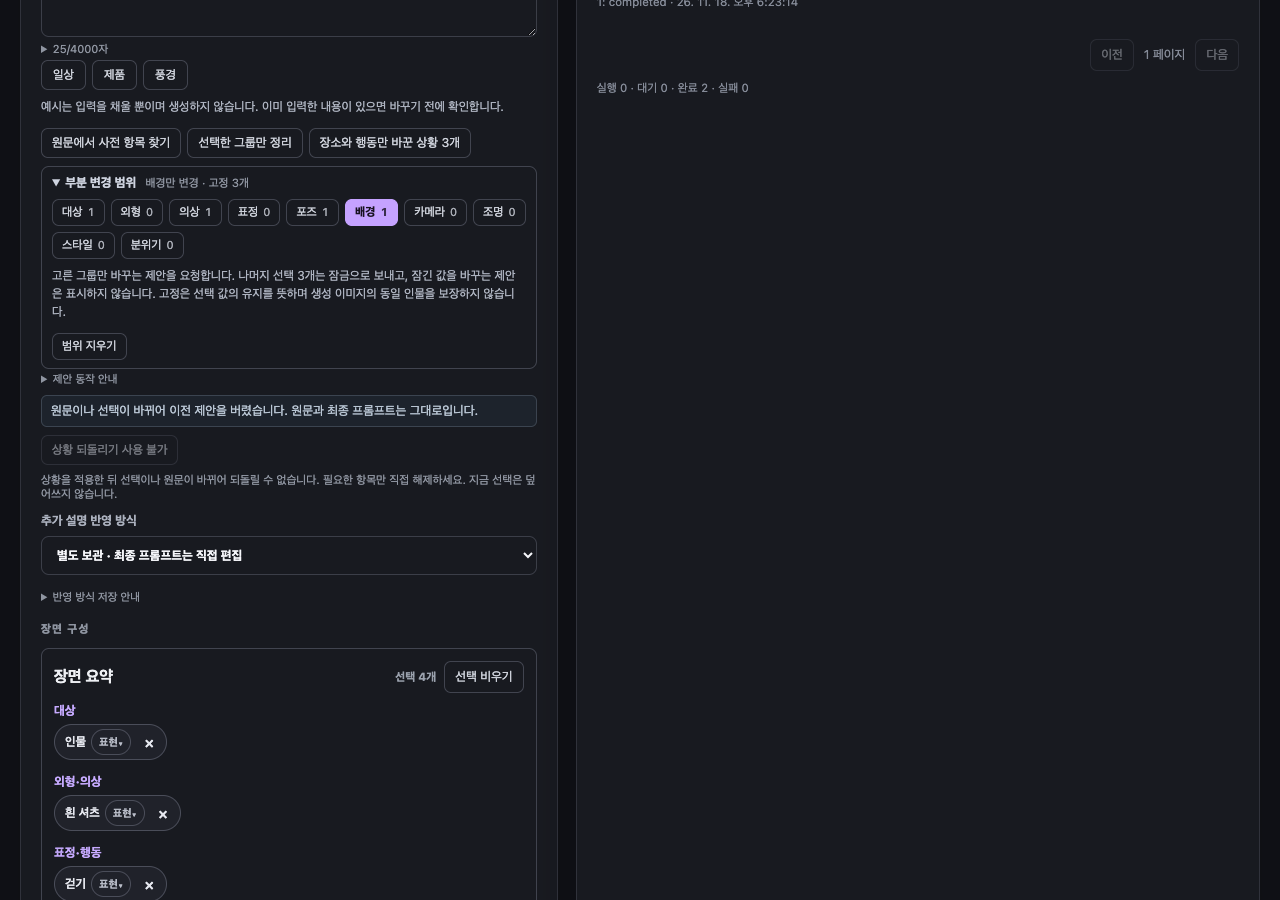 25/4000자
일상 제품 풍경
예시는 입력을 채울 뿐이며 생성하지 않습니다. 이미 입력한 내용이 있으면 바꾸기 전에 확인합니다.
원문에서 사전 항목 찾기 선택한 그룹만 정리 장소와 행동만 바꾼 상황 3개
부분 변경 범위 배경만 변경 · 고정 3개
대상 1 외형 0 의상 1 표정 0 포즈 1 배경 1 카메라 0 조명 0
스타일 0 분위기 0
고른 그룹만 바꾸는 제안을 요청합니다. 나머지 선택 3개는 잠금으로 보내고, 잠긴 값을 바꾸는 제안
은 표시하지 않습니다. 고정은 선택 값의 유지를 뜻하며 생성 이미지의 동일 인물을 보장하지 않습니
다.
범위 지우기
제안 동작 안내
원문이나 선택이 바뀌어 이전 제안을 버렸습니다. 원문과 최종 프롬프트는 그대로입니다.
상황 되돌리기 사용 불가
상황을 적용한 뒤 선택이나 원문이 바뀌어 되돌릴 수 없습니다. 필요한 항목만 직접 해제하세요. 지금 선택은 덮
어쓰지 않습니다.
추가 설명 반영 방식
별도 보관 · 최종 프롬프트는 직접 편집
반영 방식 저장 안내
장면 구성
장면 요약 선택 4개 선택 비우기
대상
인물 표현
외형·의상
흰 셔츠 표현
표정·행동
걷기 표현
1: completed · 26. 11. 18. 오후 6:23:14
이전 1 페이지 다음
실행 0 · 대기 0 · 완료 2 · 실패 0